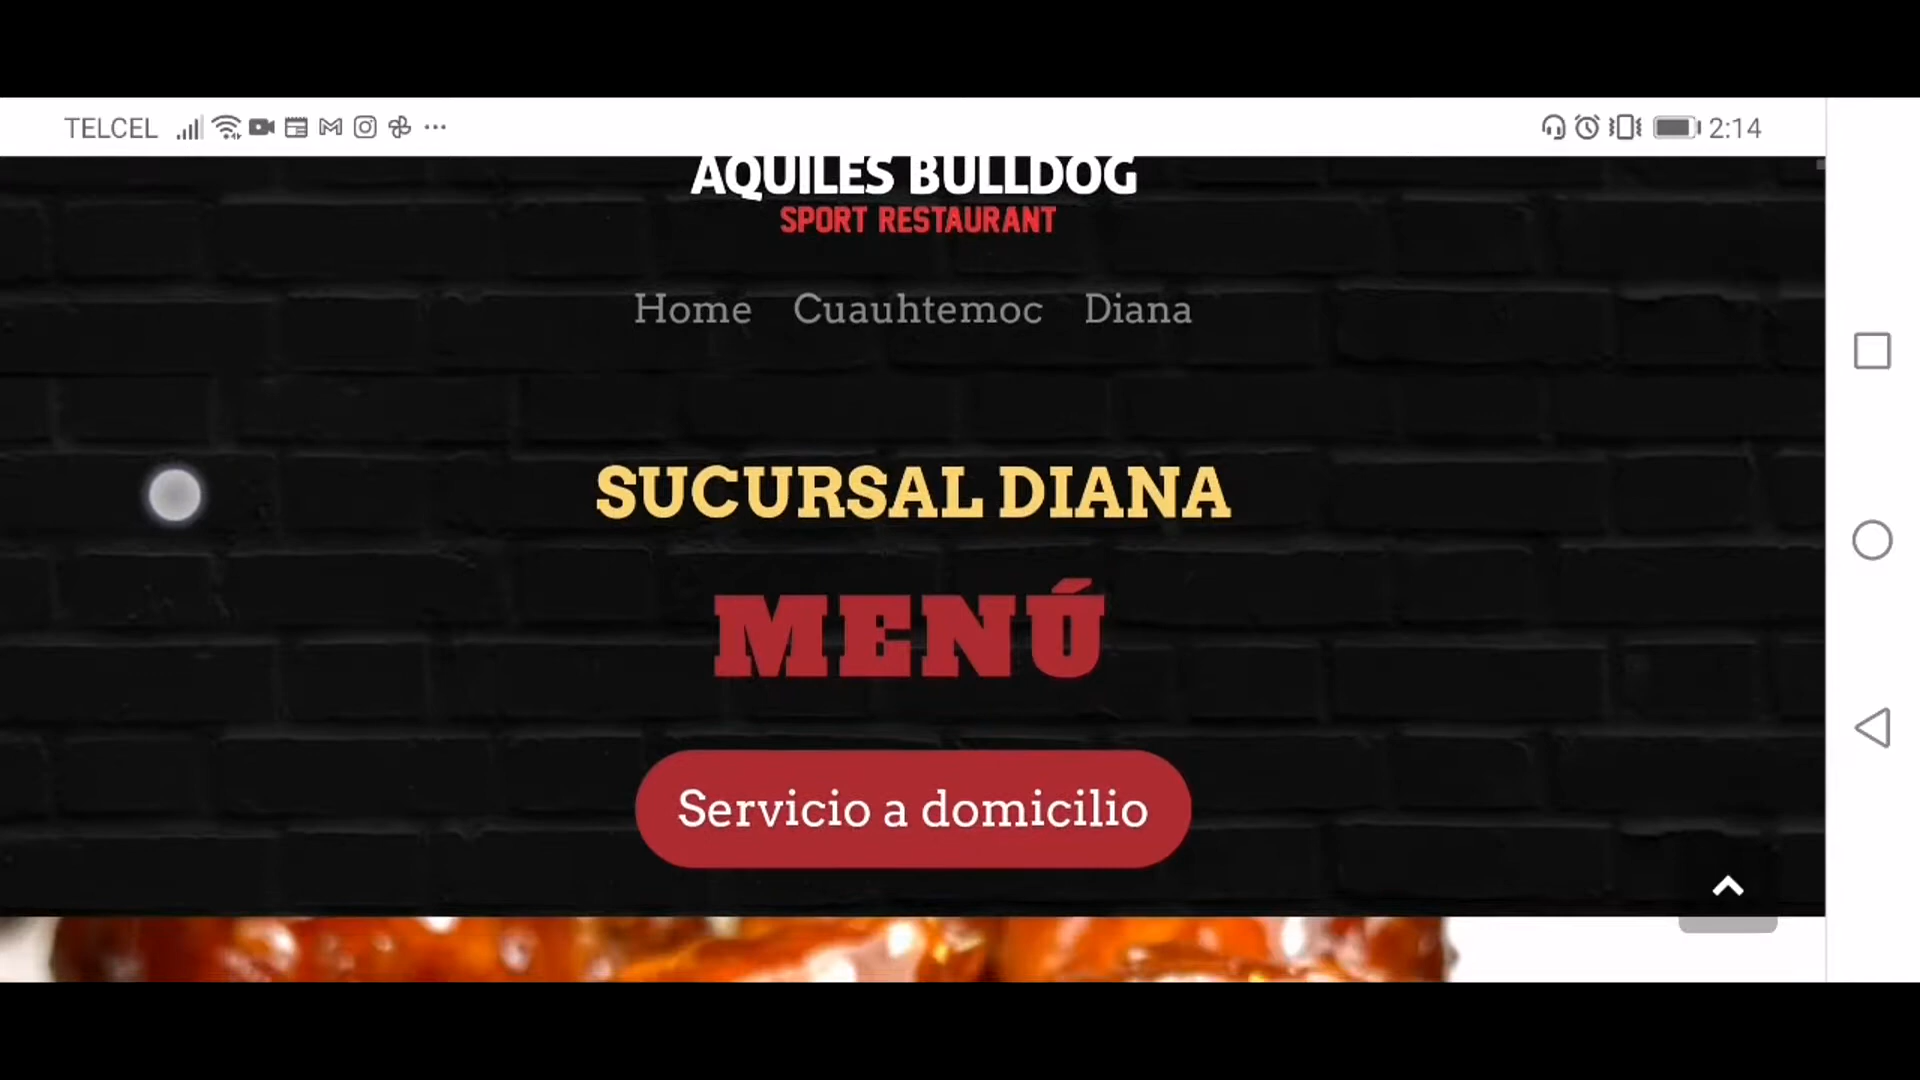 TELCEL 2:14
AQUILES BULLDOG
SPORT RESTAURANT
Home Cuauhtemoc Diana
SUCURSAL DIANA
MENÚ
Servicio a domicilio